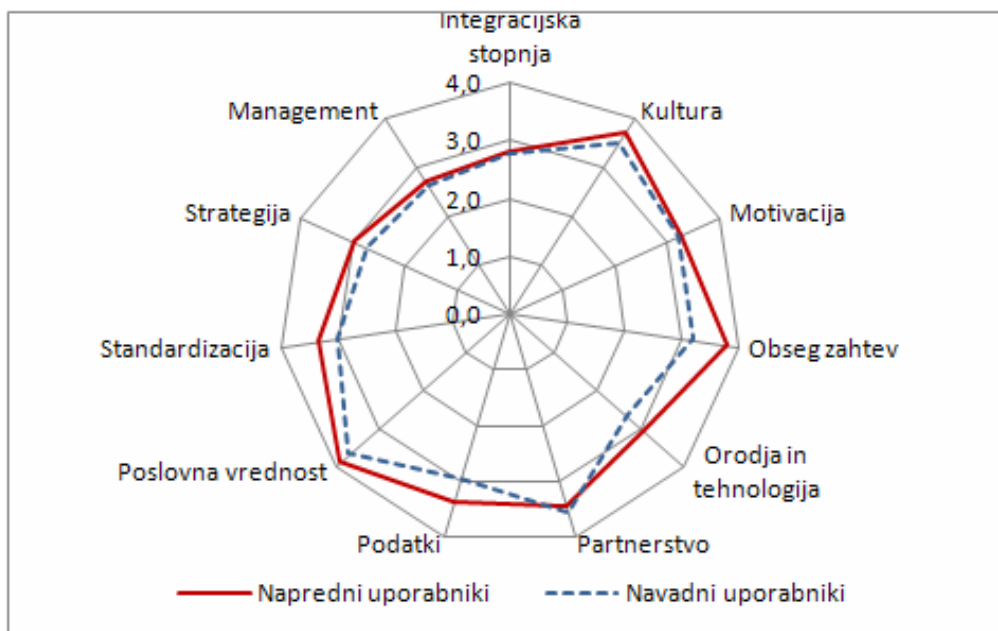 Integracijska
stopnja
4,0
Management
Kultura
3,0
Strategija
2,0
Motivacija
1,0
Standardizacija
0,0
Obseg zahtev
Poslovna vrednost
Orodja in
tehnologija
Podatki
Partnerstvo
Napredni uporabniki
Navadni uporabniki